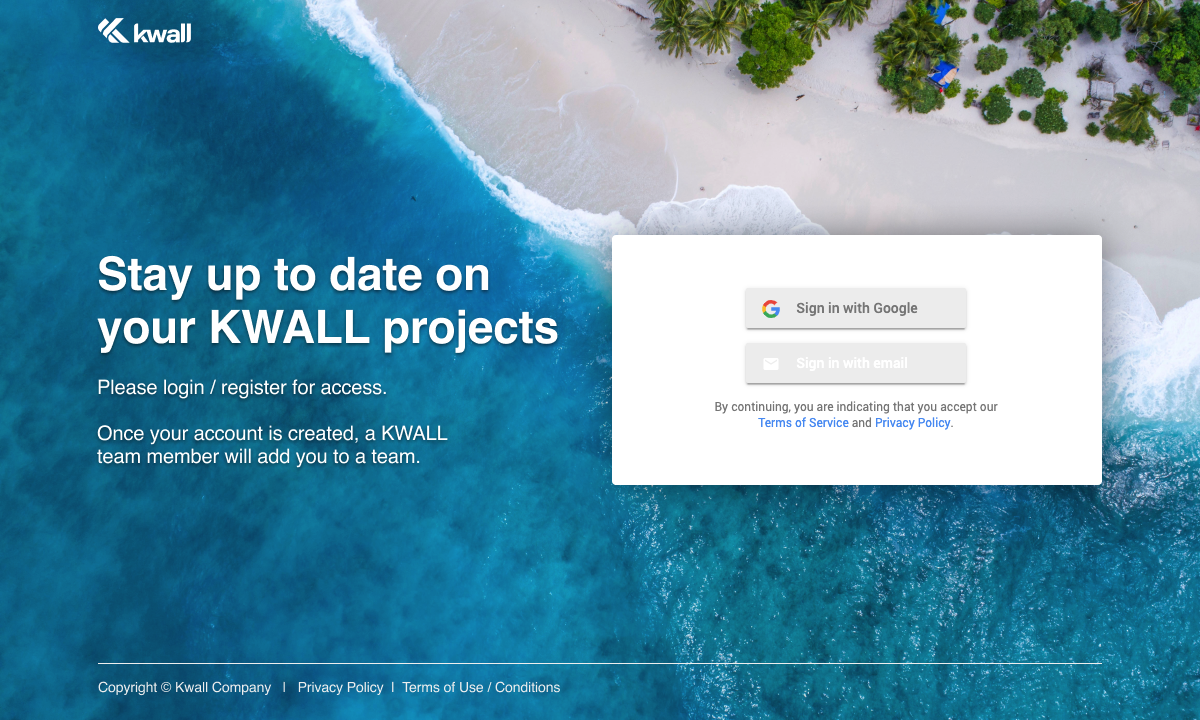 kwall
Stay up to date on
your KWALL projects
Please login / register for access.
Once your account is created, a KWALL
team member will add you to a team.
Sign in with Google
Sign in with email
By continuing, you are indicating that you accept our
Terms of Service and Privacy Policy.
Copyright © Kwall Company | Privacy Policy | Terms of Use / Conditions